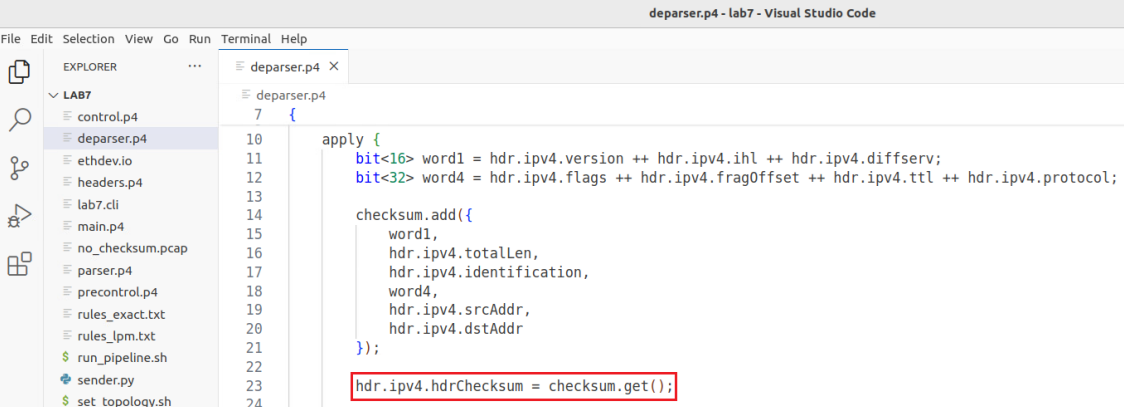 deparser.p4 - lab7 - Visual Studio Code
File Edit Selection View Go Run Terminal Help
EXPLORER ...
LAB7
control.p4
deparser.p4
ethdev.io
headers.p4
lab7.cli
main.p4
no_checksum.pcap
parser.p4
precontrol.p4
rules_exact.txt
rules_lpm.txt
$ run_pipeline.sh
sender.py
$ set_topology.sh
deparser.p4 ×
deparser.p4
7 {
10 apply {
11 bit<16> word1 = hdr.ipv4.version ++ hdr.ipv4.ihl ++ hdr.ipv4.diffserv;
12 bit<32> word4 = hdr.ipv4.flags ++ hdr.ipv4.fragOffset ++ hdr.ipv4.ttl ++ hdr.ipv4.protocol;
13
14 checksum.add({
15 word1,
16 hdr.ipv4.totalLen,
17 hdr.ipv4.identification,
18 word4,
19 hdr.ipv4.srcAddr,
20 hdr.ipv4.dstAddr
21 });
22
23 hdr.ipv4.hdrChecksum = checksum.get();
24